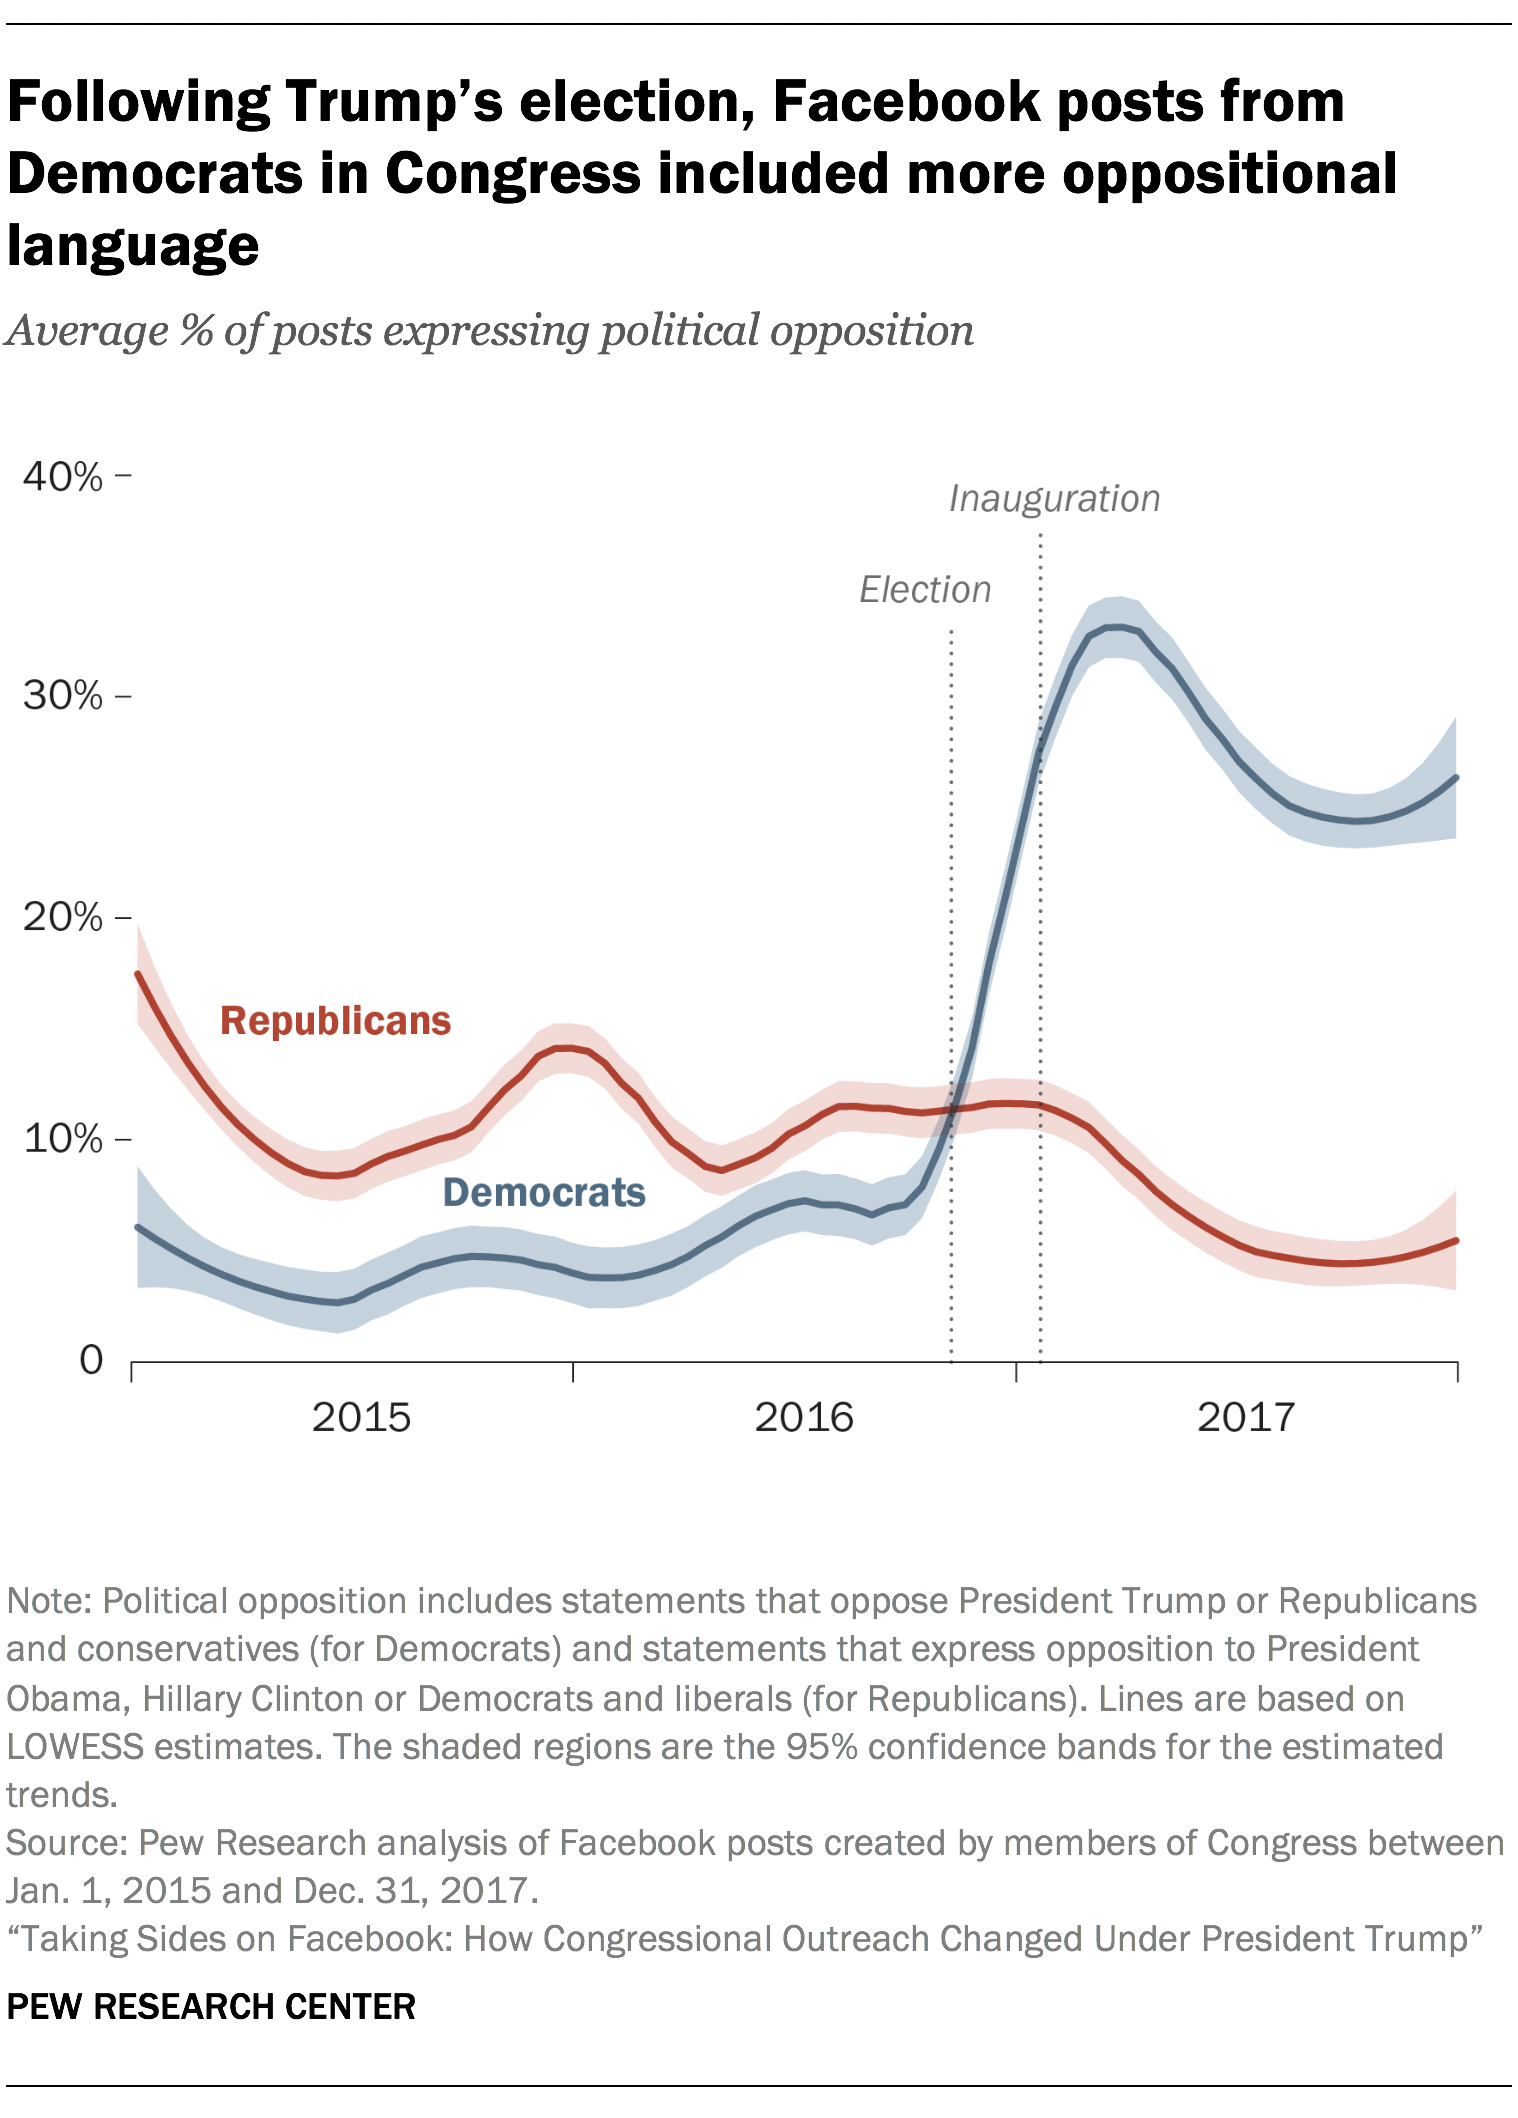 Following Trump’s election, Facebook posts from
Democrats in Congress included more oppositional
language
Average % of posts expressing political opposition
40%
Inauguration
Election
30%
20%
Republicans
10%
Democrats
0
2015
2016
2017
Note: Political opposition includes statements that oppose President Trump or Republicans
and conservatives (for Democrats) and statements that express opposition to President
Obama, Hillary Clinton or Democrats and liberals (for Republicans). Lines are based on
LOWESS estimates. The shaded regions are the 95% confidence bands for the estimated
trends.
Source: Pew Research analysis of Facebook posts created by members of Congress between
Jan. 1, 2015 and Dec. 31, 2017.
“Taking Sides on Facebook: How Congressional Outreach Changed Under President Trump”
PEW RESEARCH CENTER